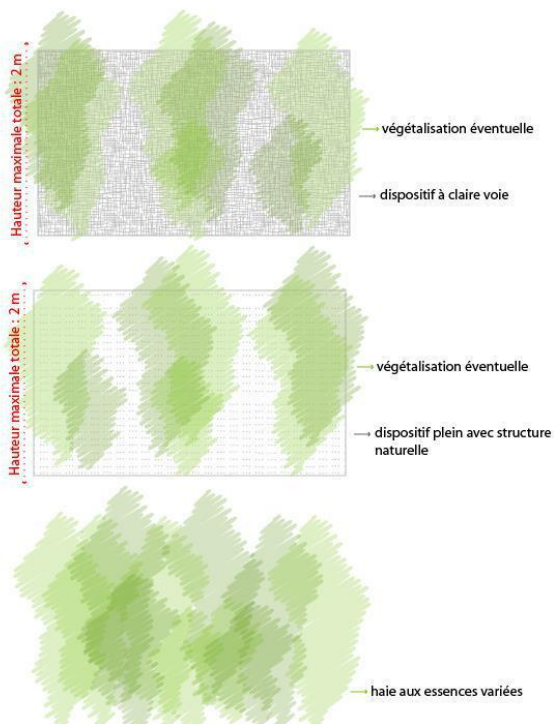 Hauteur maximale totale : 2 m
végétalisation éventuelle
dispositif à claire voie
Hauteur maximale totale : 2 m
végétalisation éventuelle
dispositif plein avec structure
naturelle
haie aux essences variées